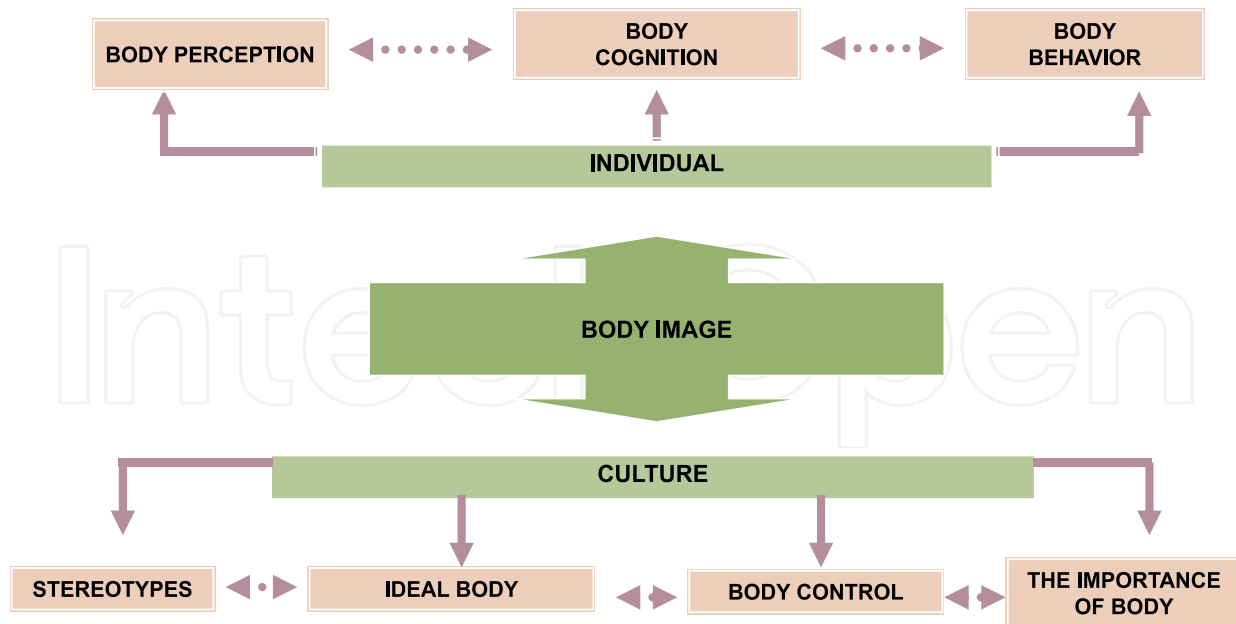 BODY PERCEPTION
BODY
COGNITION
BODY
BEHAVIOR
INDIVIDUAL
IntechOpen
BODY IMAGE
CULTURE
STEREOTYPES
IDEAL BODY
BODY CONTROL
THE IMPORTANCE
OF BODY